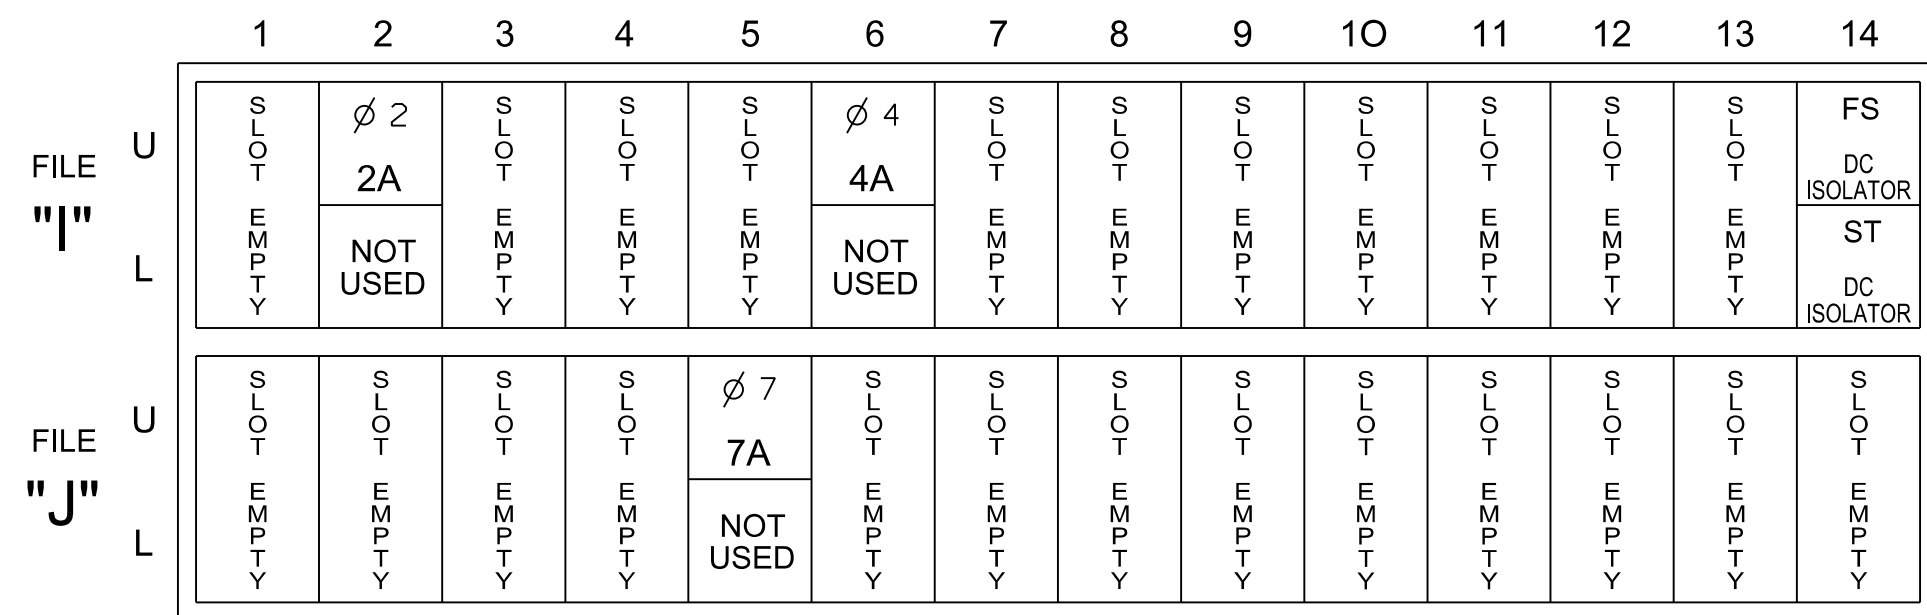 1 2 3 4 5 6 7 8 9 10 11 12 13 14
FILE "I"
U
L
SLOT EMPTY
Ø 2
2A
NOT
USED
SLOT EMPTY
SLOT EMPTY
SLOT EMPTY
Ø 4
4A
NOT
USED
SLOT EMPTY
SLOT EMPTY
SLOT EMPTY
SLOT EMPTY
SLOT EMPTY
SLOT EMPTY
SLOT EMPTY
FS
DC
ISOLATOR
ST
DC
ISOLATOR
FILE "J"
U
L
SLOT EMPTY
SLOT EMPTY
SLOT EMPTY
SLOT EMPTY
Ø 7
7A
NOT
USED
SLOT EMPTY
SLOT EMPTY
SLOT EMPTY
SLOT EMPTY
SLOT EMPTY
SLOT EMPTY
SLOT EMPTY
SLOT EMPTY
SLOT EMPTY